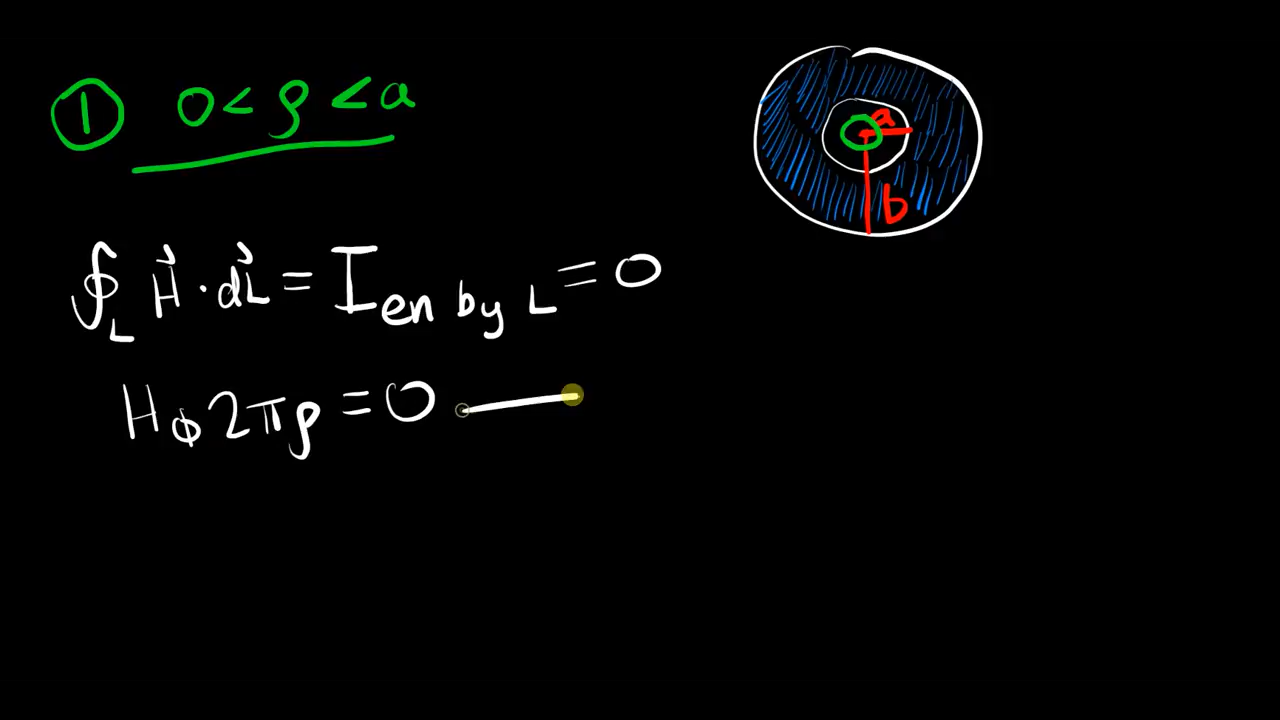 ① 0 < ρ < a
a
b
∮_L H⃗ · dL⃗ = I_en by L = 0
H_ϕ 2πρ = 0